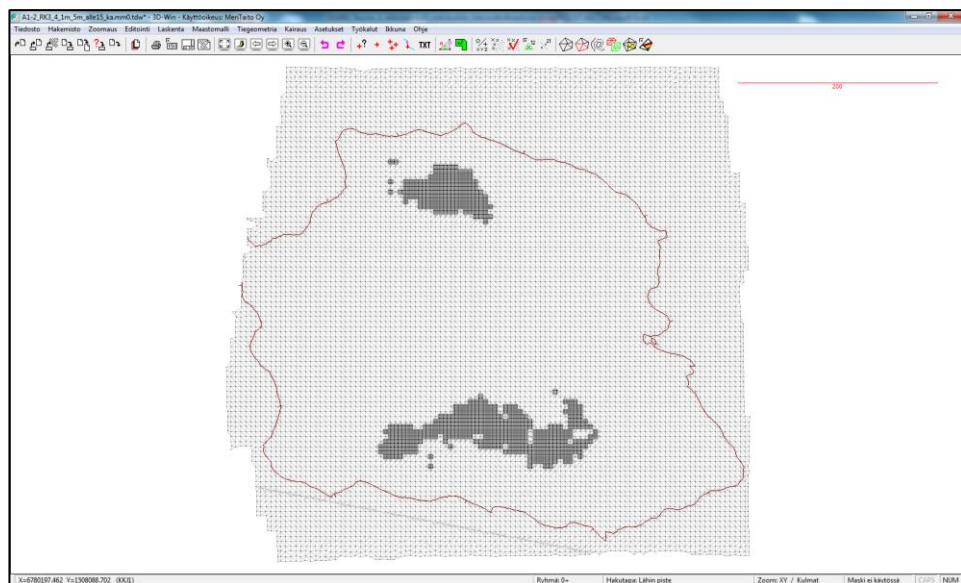 A1-2_RK3_4_1m_5m_alle15_ka.mm0.tdw* - 3D-Win - Käyttöoikeus: MeriTaito Oy
Tiedosto Hakemisto Zoomaus Editointi Laskenta Maastomalli Tiegeometria Kairaus Asetukset Työkalut Ikkuna Ohje
TXT
200
X=6780197.462 Y=1508088.702 (KKJ1) Ryhmä: 0+ Hakutapa: Lähin piste Zoom: XY / Kulmat Maski ei käytössä CAPS NUM